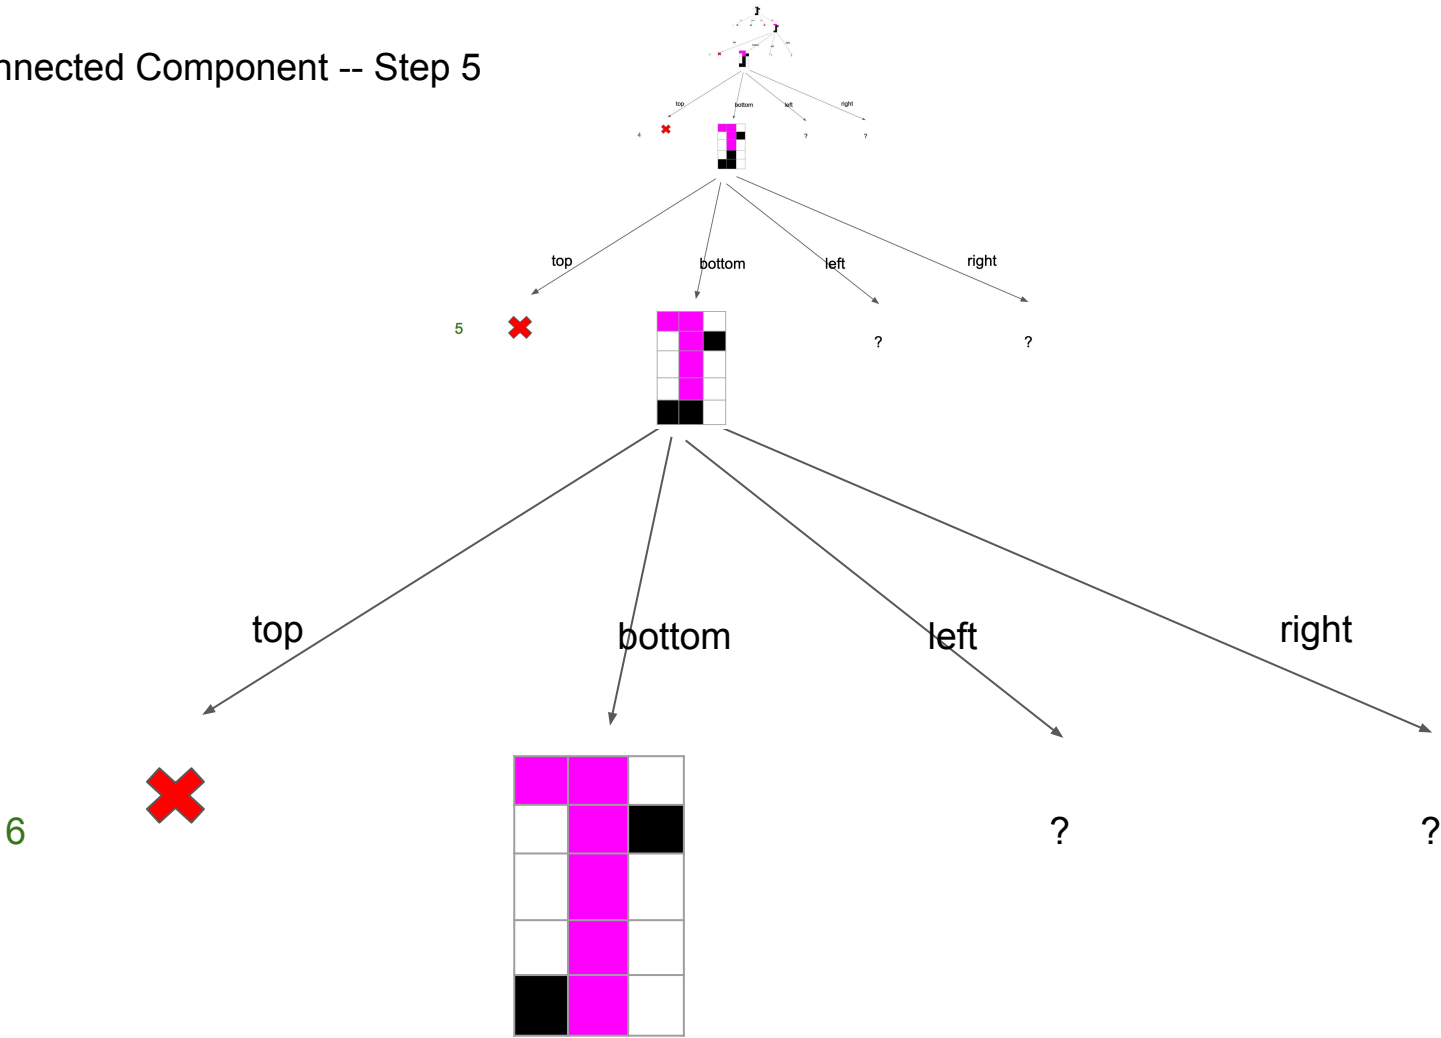 nnected Component -- Step 5
top bottom left right
4 ? ?
top bottom left right
5 ? ?
top bottom left right
6 ? ?